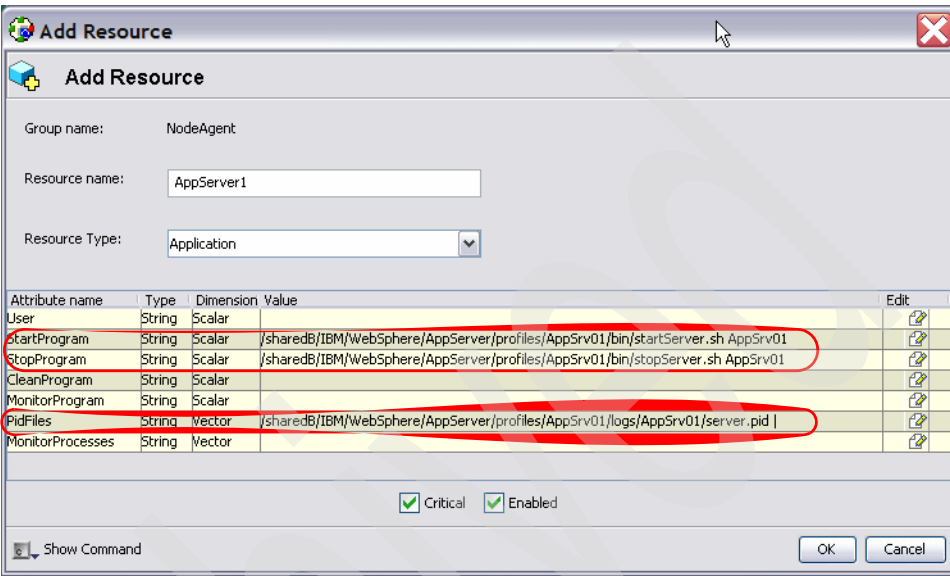 Add Resource
Add Resource
Group name: NodeAgent
Resource name: AppServer1
Resource Type: Application
Attribute name Type Dimension Value Edit
User String Scalar
StartProgram String Scalar /sharedB/IBM/WebSphere/AppServer/profiles/AppSrv01/bin/startServer.sh AppSrv01
StopProgram String Scalar /sharedB/IBM/WebSphere/AppServer/profiles/AppSrv01/bin/stopServer.sh AppSrv01
CleanProgram String Scalar
MonitorProgram String Scalar
PidFiles String Vector /sharedB/IBM/WebSphere/AppServer/profiles/AppSrv01/logs/AppSrv01/server.pid |
MonitorProcesses String Vector
Critical Enabled
Show Command OK Cancel